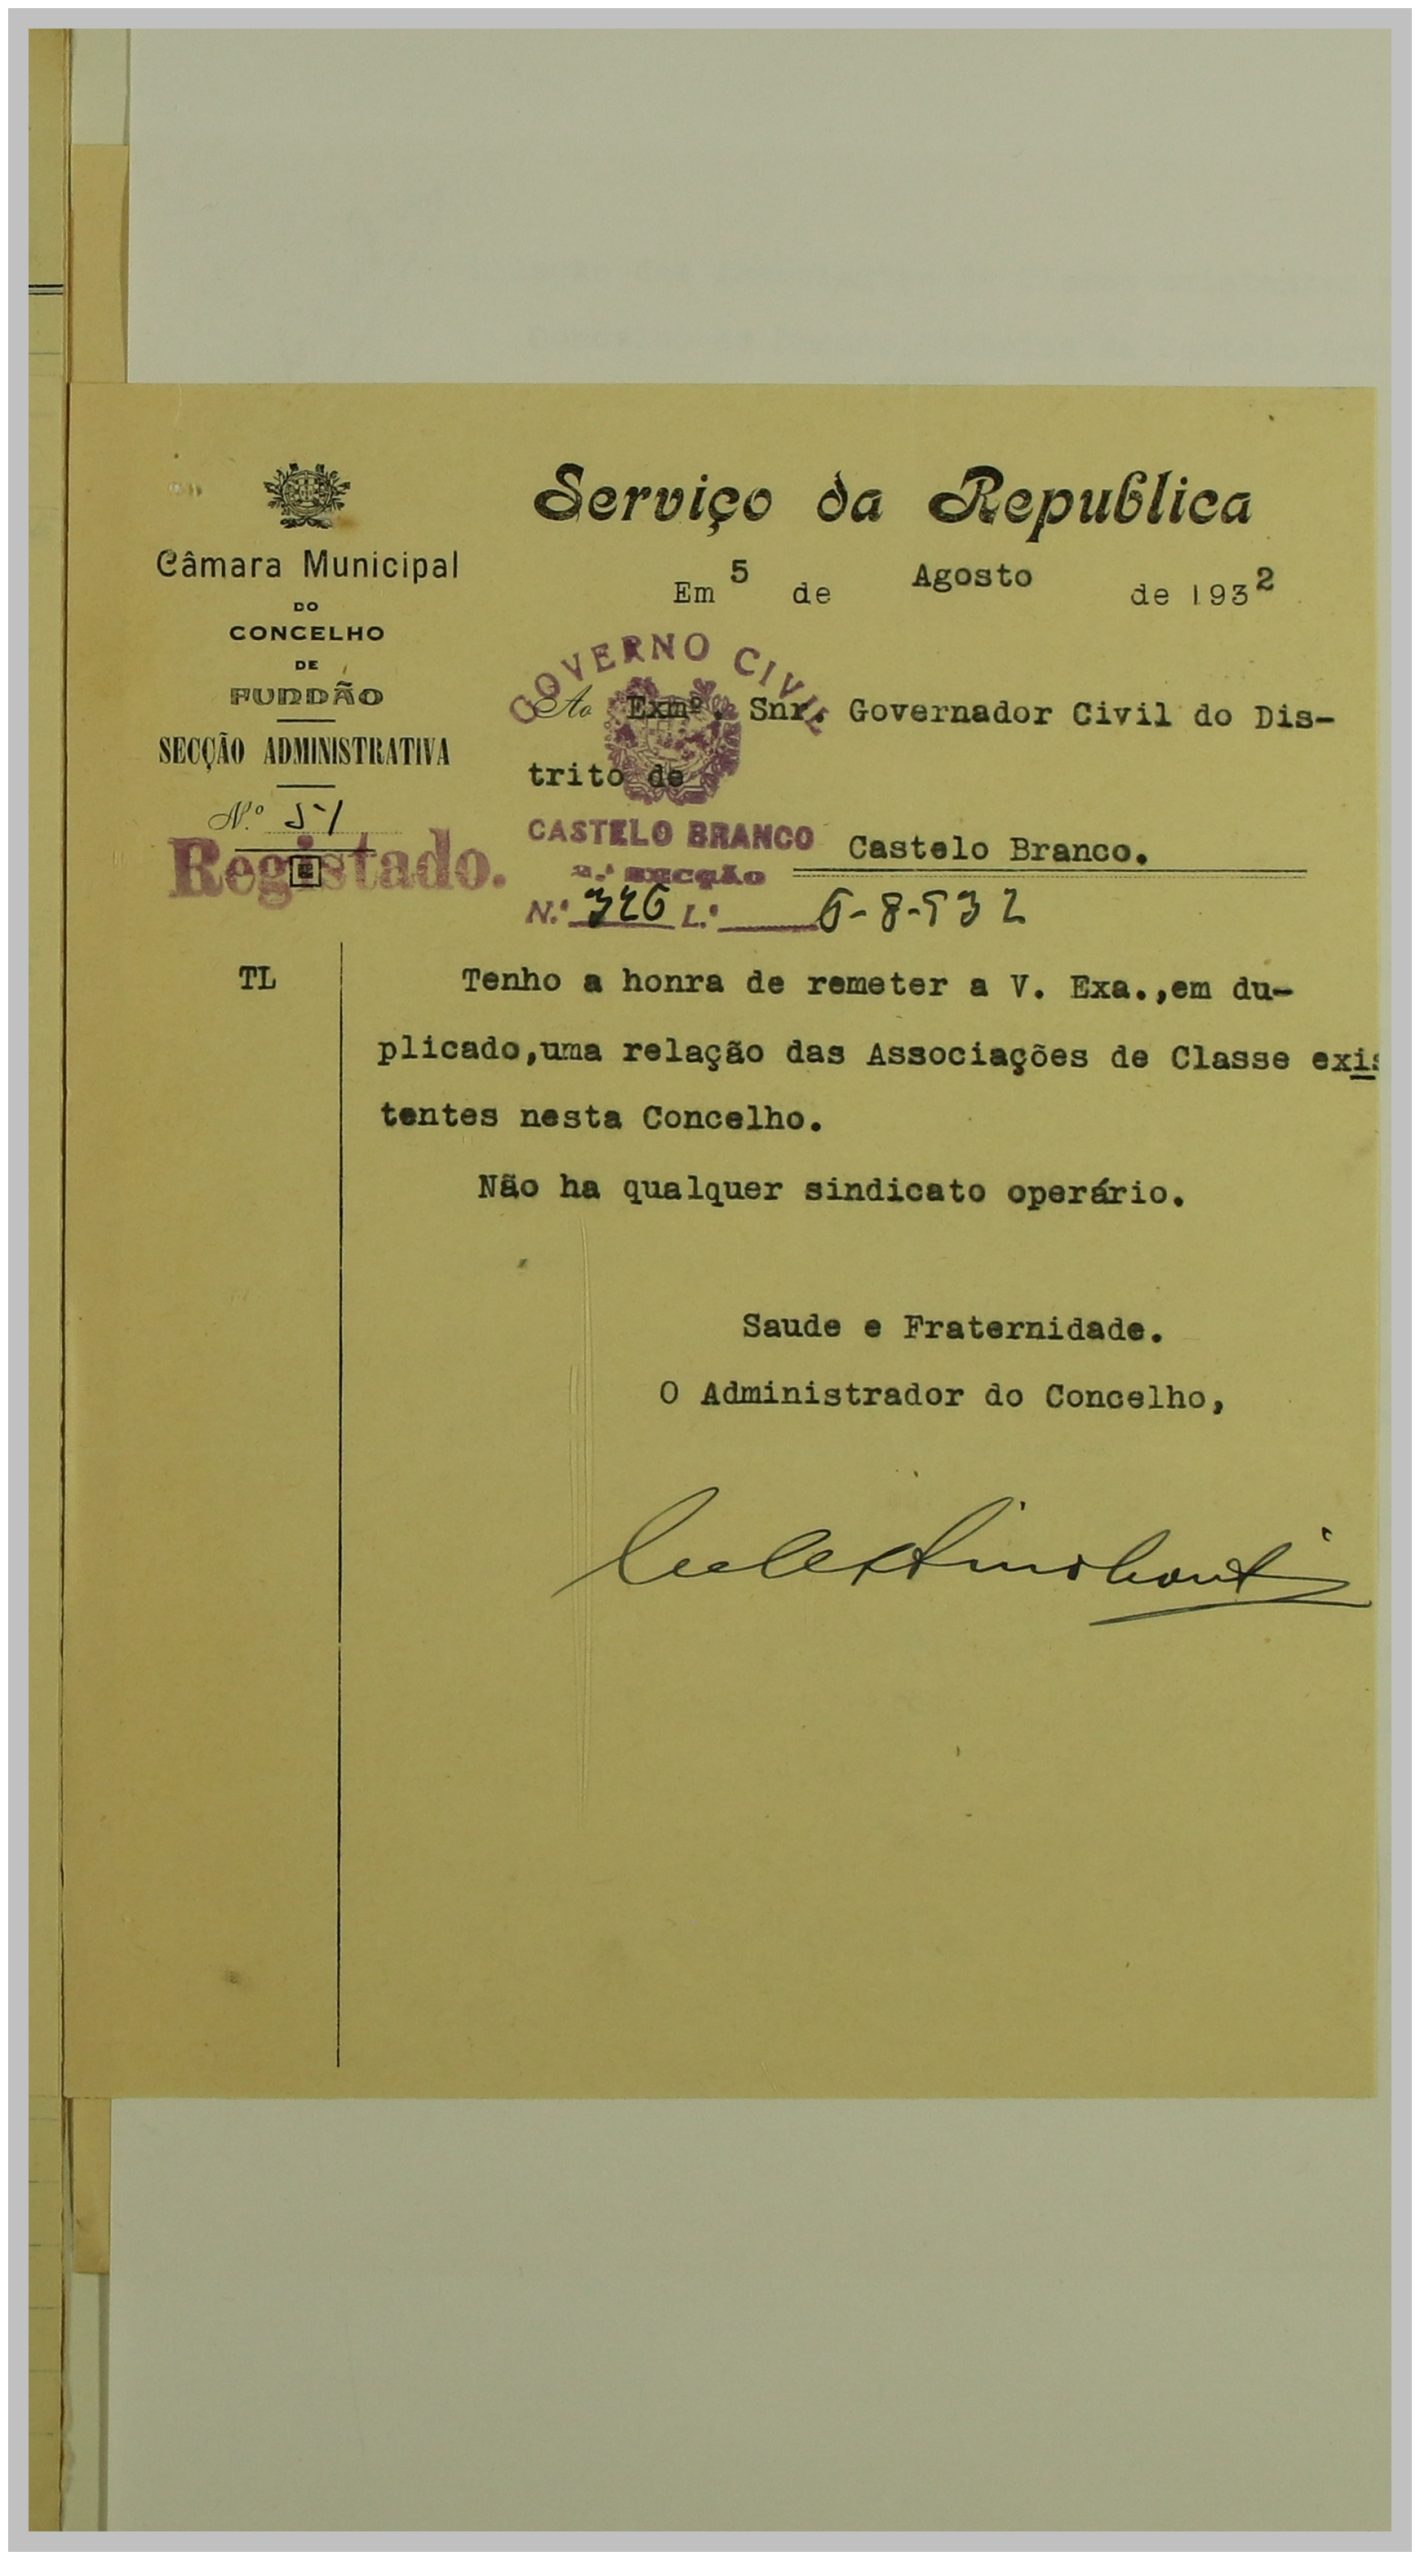 Serviço da Republica
Câmara Municipal
DO
CONCELHO
DE
FUNDÃO
SECÇÃO ADMINISTRATIVA
N.º 51
Registado.
E
Em 5 de Agosto de 1932
GOVERNO CIVIL
Ao Exmº. Snr. Governador Civil do Dis-
trito de
CASTELO BRANCO
Castelo Branco.
2.ª SECÇÃO
N.º 326 L.º 6-8-932
TL
Tenho a honra de remeter a V. Exa.,em du-
plicado,uma relação das Associações de Classe exis
tentes nesta Concelho.
Não ha qualquer sindicato operário.
Saude e Fraternidade.
O Administrador do Concelho,